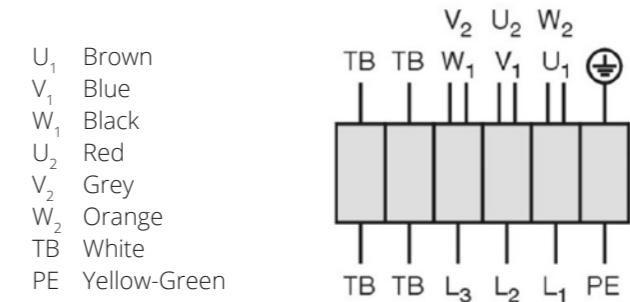 U₁ Brown
V₁ Blue
W₁ Black
U₂ Red
V₂ Grey
W₂ Orange
TB White
PE Yellow-Green
V₂ U₂ W₂
TB TB W₁ V₁ U₁
TB TB L₃ L₂ L₁ PE